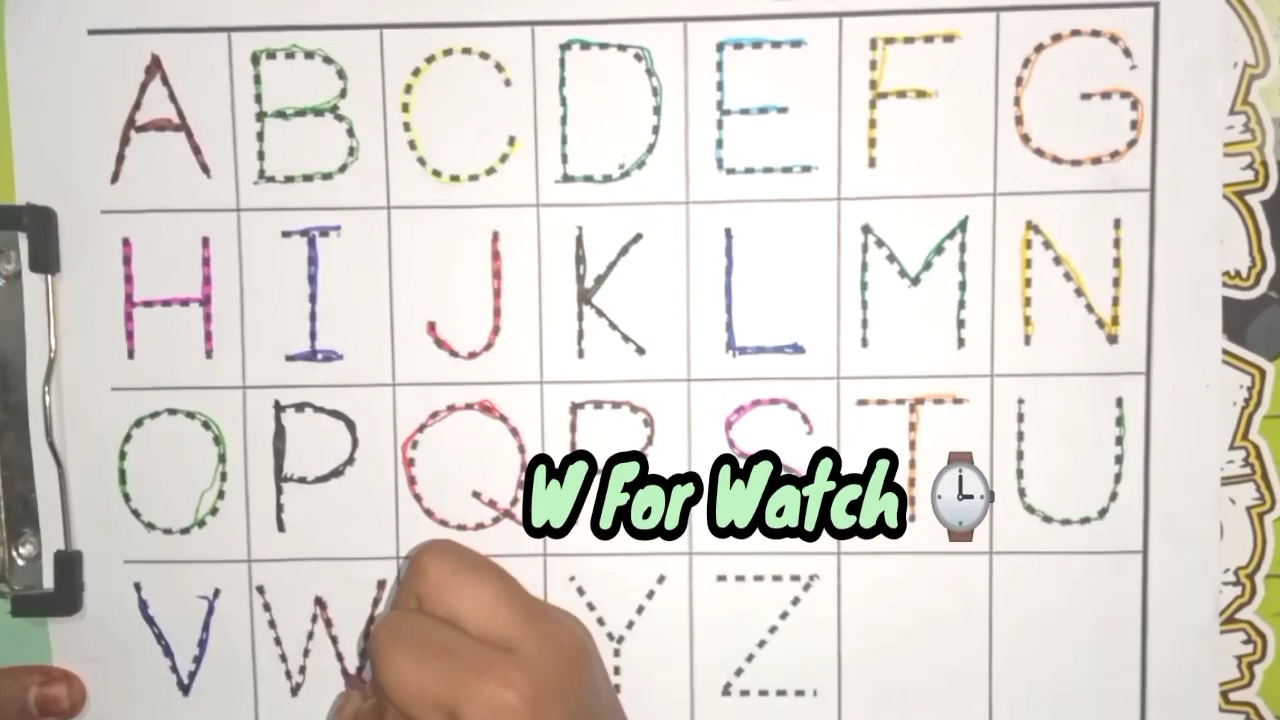 A B C D E F G
H I J K L M N
O P Q R S T U
W For Watch
V W Y Z